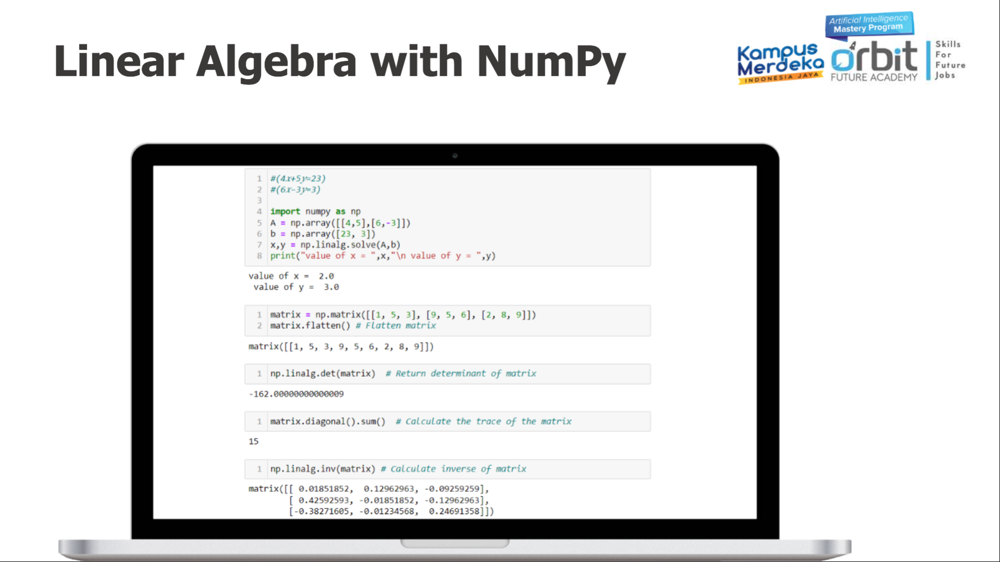 Linear Algebra with NumPy
Artificial Intelligence
Mastery Program
Kampus
Merdeka
INDONESIA JAYA
orbit
FUTURE ACADEMY
Skills
For
Future
Jobs
1 #(4x+5y=23)
2 #(6x-3y=3)
3
4 import numpy as np
5 A = np.array([[4,5],[6,-3]])
6 b = np.array([23, 3])
7 x,y = np.linalg.solve(A,b)
8 print("value of x = ",x,"\n value of y = ",y)
value of x =  2.0
 value of y =  3.0
1 matrix = np.matrix([[1, 5, 3], [9, 5, 6], [2, 8, 9]])
2 matrix.flatten() # Flatten matrix
matrix([[1, 5, 3, 9, 5, 6, 2, 8, 9]])
1 np.linalg.det(matrix)  # Return determinant of matrix
-162.00000000000009
1 matrix.diagonal().sum()  # Calculate the trace of the matrix
15
1 np.linalg.inv(matrix) # Calculate inverse of matrix
matrix([[ 0.01851852,  0.12962963, -0.09259259],
        [ 0.42592593, -0.01851852, -0.12962963],
        [-0.38271605, -0.01234568,  0.24691358]])